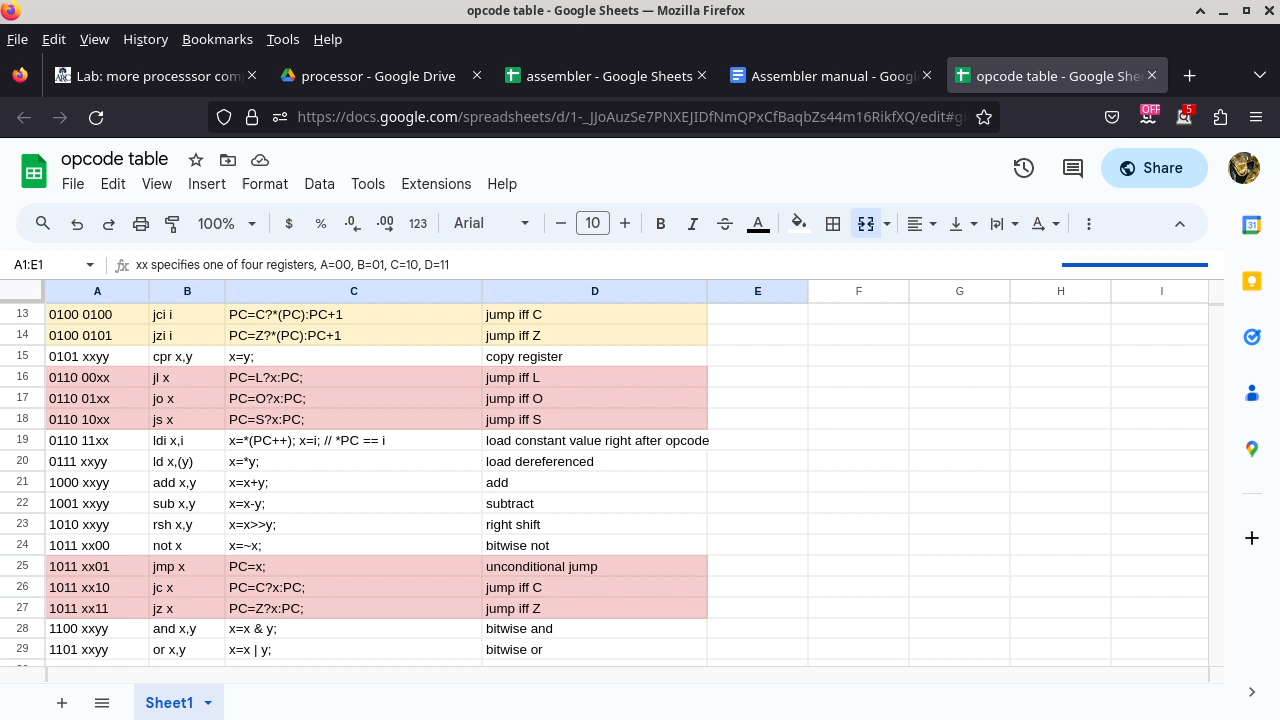 opcode table - Google Sheets — Mozilla Firefox
File Edit View History Bookmarks Tools Help
Lab: more processsor com
processor - Google Drive
assembler - Google Sheets
Assembler manual - Googl
opcode table - Google Shee
https://docs.google.com/spreadsheets/d/1-_JJoAuzSe7PNXEJIDfNmQPxCfBaqbZs44m16RikfXQ/edit#g
OFF
5
opcode table
Share
File Edit View Insert Format Data Tools Extensions Help
100% $ % .0 .00 123 Arial 10 B I S A
A1:E1 fx xx specifies one of four registers, A=00, B=01, C=10, D=11
A B C D E F G H I
13 0100 0100 jci i PC=C?*(PC):PC+1 jump iff C
14 0100 0101 jzi i PC=Z?*(PC):PC+1 jump iff Z
15 0101 xxyy cpr x,y x=y; copy register
16 0110 00xx jl x PC=L?x:PC; jump iff L
17 0110 01xx jo x PC=O?x:PC; jump iff O
18 0110 10xx js x PC=S?x:PC; jump iff S
19 0110 11xx ldi x,i x=*(PC++); x=i; // *PC == i load constant value right after opcode
20 0111 xxyy ld x,(y) x=*y; load dereferenced
21 1000 xxyy add x,y x=x+y; add
22 1001 xxyy sub x,y x=x-y; subtract
23 1010 xxyy rsh x,y x=x>>y; right shift
24 1011 xx00 not x x=~x; bitwise not
25 1011 xx01 jmp x PC=x; unconditional jump
26 1011 xx10 jc x PC=C?x:PC; jump iff C
27 1011 xx11 jz x PC=Z?x:PC; jump iff Z
28 1100 xxyy and x,y x=x & y; bitwise and
29 1101 xxyy or x,y x=x | y; bitwise or
Sheet1
31